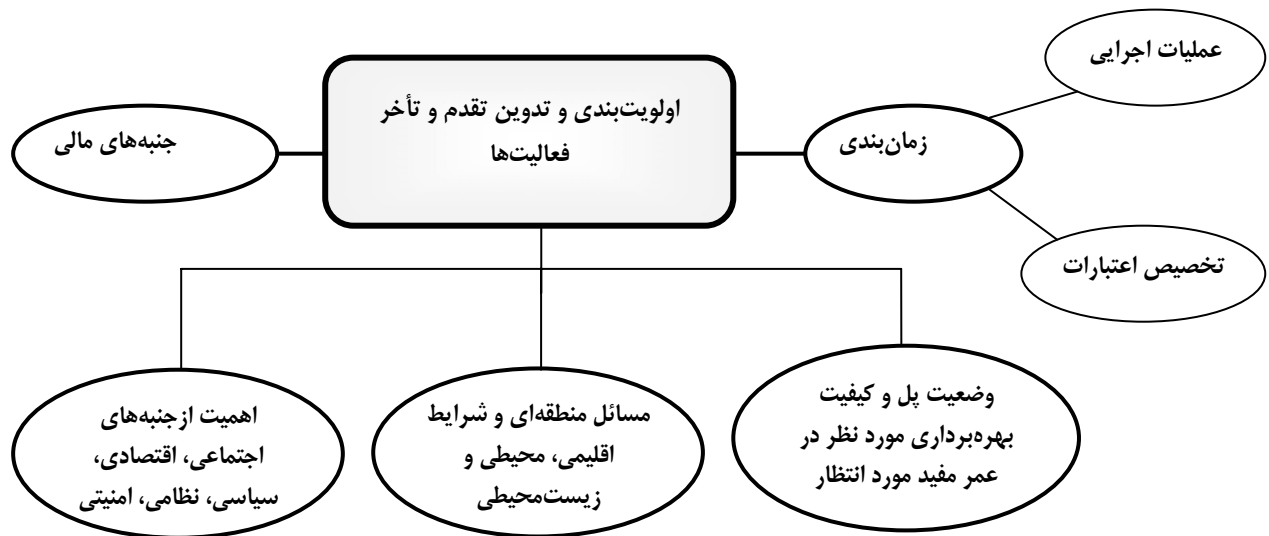 عملیات اجرایی
اولویت‌بندی و تدوین تقدم و تأخر
فعالیت‌ها
زمان‌بندی
جنبه‌های مالی
تخصیص اعتبارات
وضعیت پل و کیفیت
بهره‌برداری مورد نظر در
عمر مفید مورد انتظار
مسائل منطقه‌ای و شرایط
اقلیمی، محیطی و
زیست‌محیطی
اهمیت ازجنبه‌های
اجتماعی، اقتصادی،
سیاسی، نظامی، امنیتی